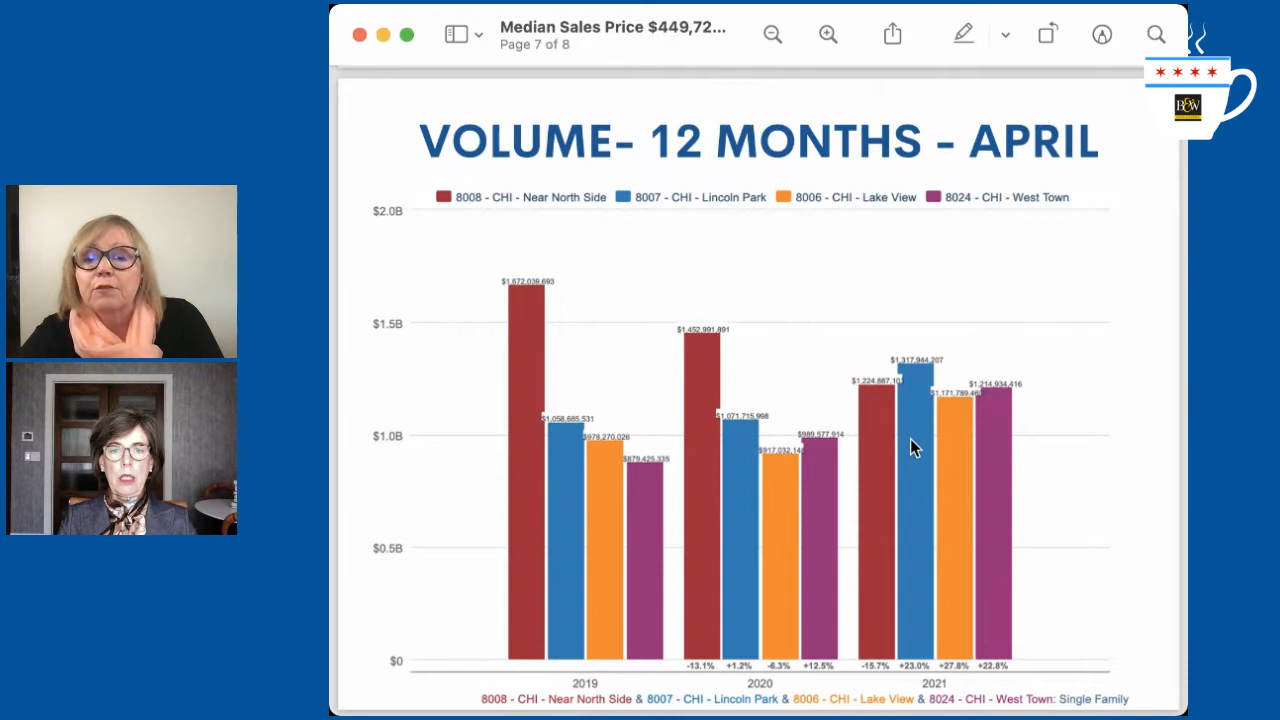 Median Sales Price $449,72...
Page 7 of 8
B&W
VOLUME- 12 MONTHS - APRIL
8008 - CHI - Near North Side 8007 - CHI - Lincoln Park 8006 - CHI - Lake View 8024 - CHI - West Town
$2.0B
$1,672,039,693
$1.5B
$1,452,991,891
$1,317,944,207
$1,224,887,10
$1,214,934,416
$1,171,789,46
$1,058,685,531
$1,071,715,998
$1.0B
$978,270,026
$989,577,914
$917,032,14
$879,425,335
$0.5B
$0
-13.1% +1.2% -6.3% +12.5% -15.7% +23.0% +27.8% +22.8%
2019 2020 2021
8008 - CHI - Near North Side & 8007 - CHI - Lincoln Park & 8006 - CHI - Lake View & 8024 - CHI - West Town: Single Family